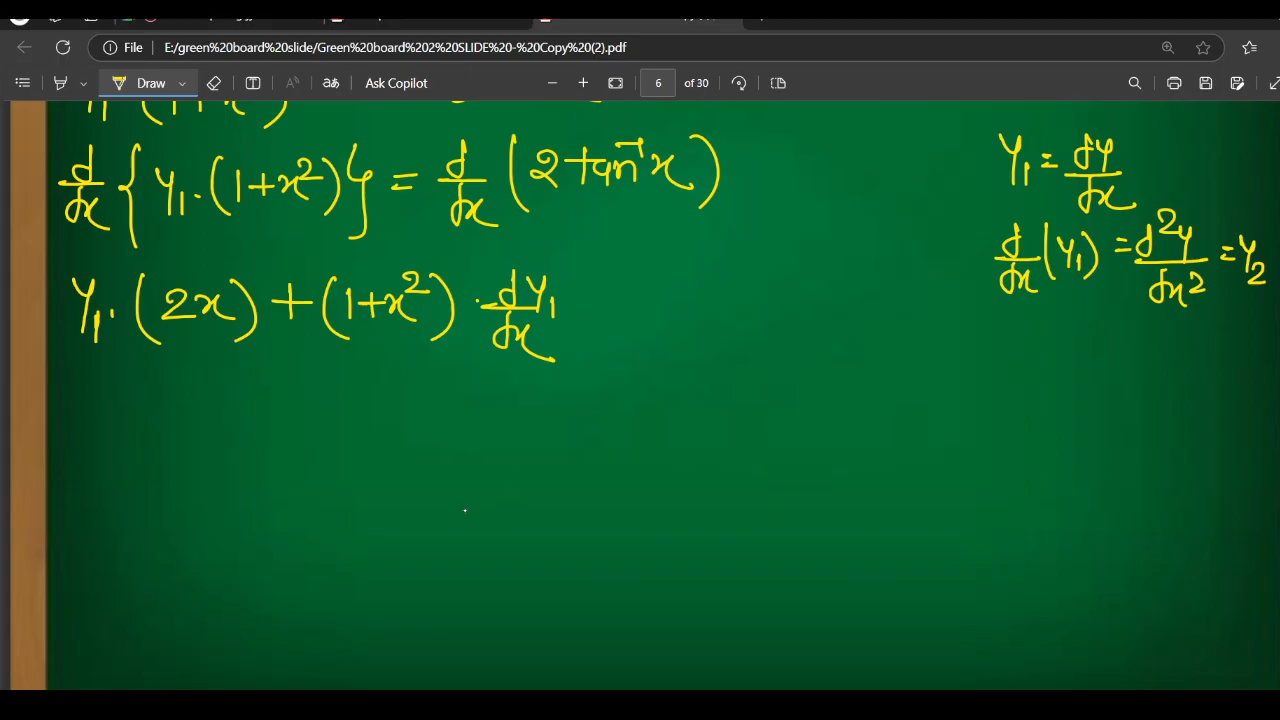 File E:/green%20board%20slide/Green%20board%202%20SLIDE%20-%20Copy%20(2).pdf
Draw Ask Copilot 6 of 30
d/dx { y₁.(1+x²) } = d/dx (2 tan⁻¹x)
y₁ = dy/dx
d/dx (y₁) = d²y/dx² = y₂
y₁.(2x) + (1+x²) . dy₁/dx